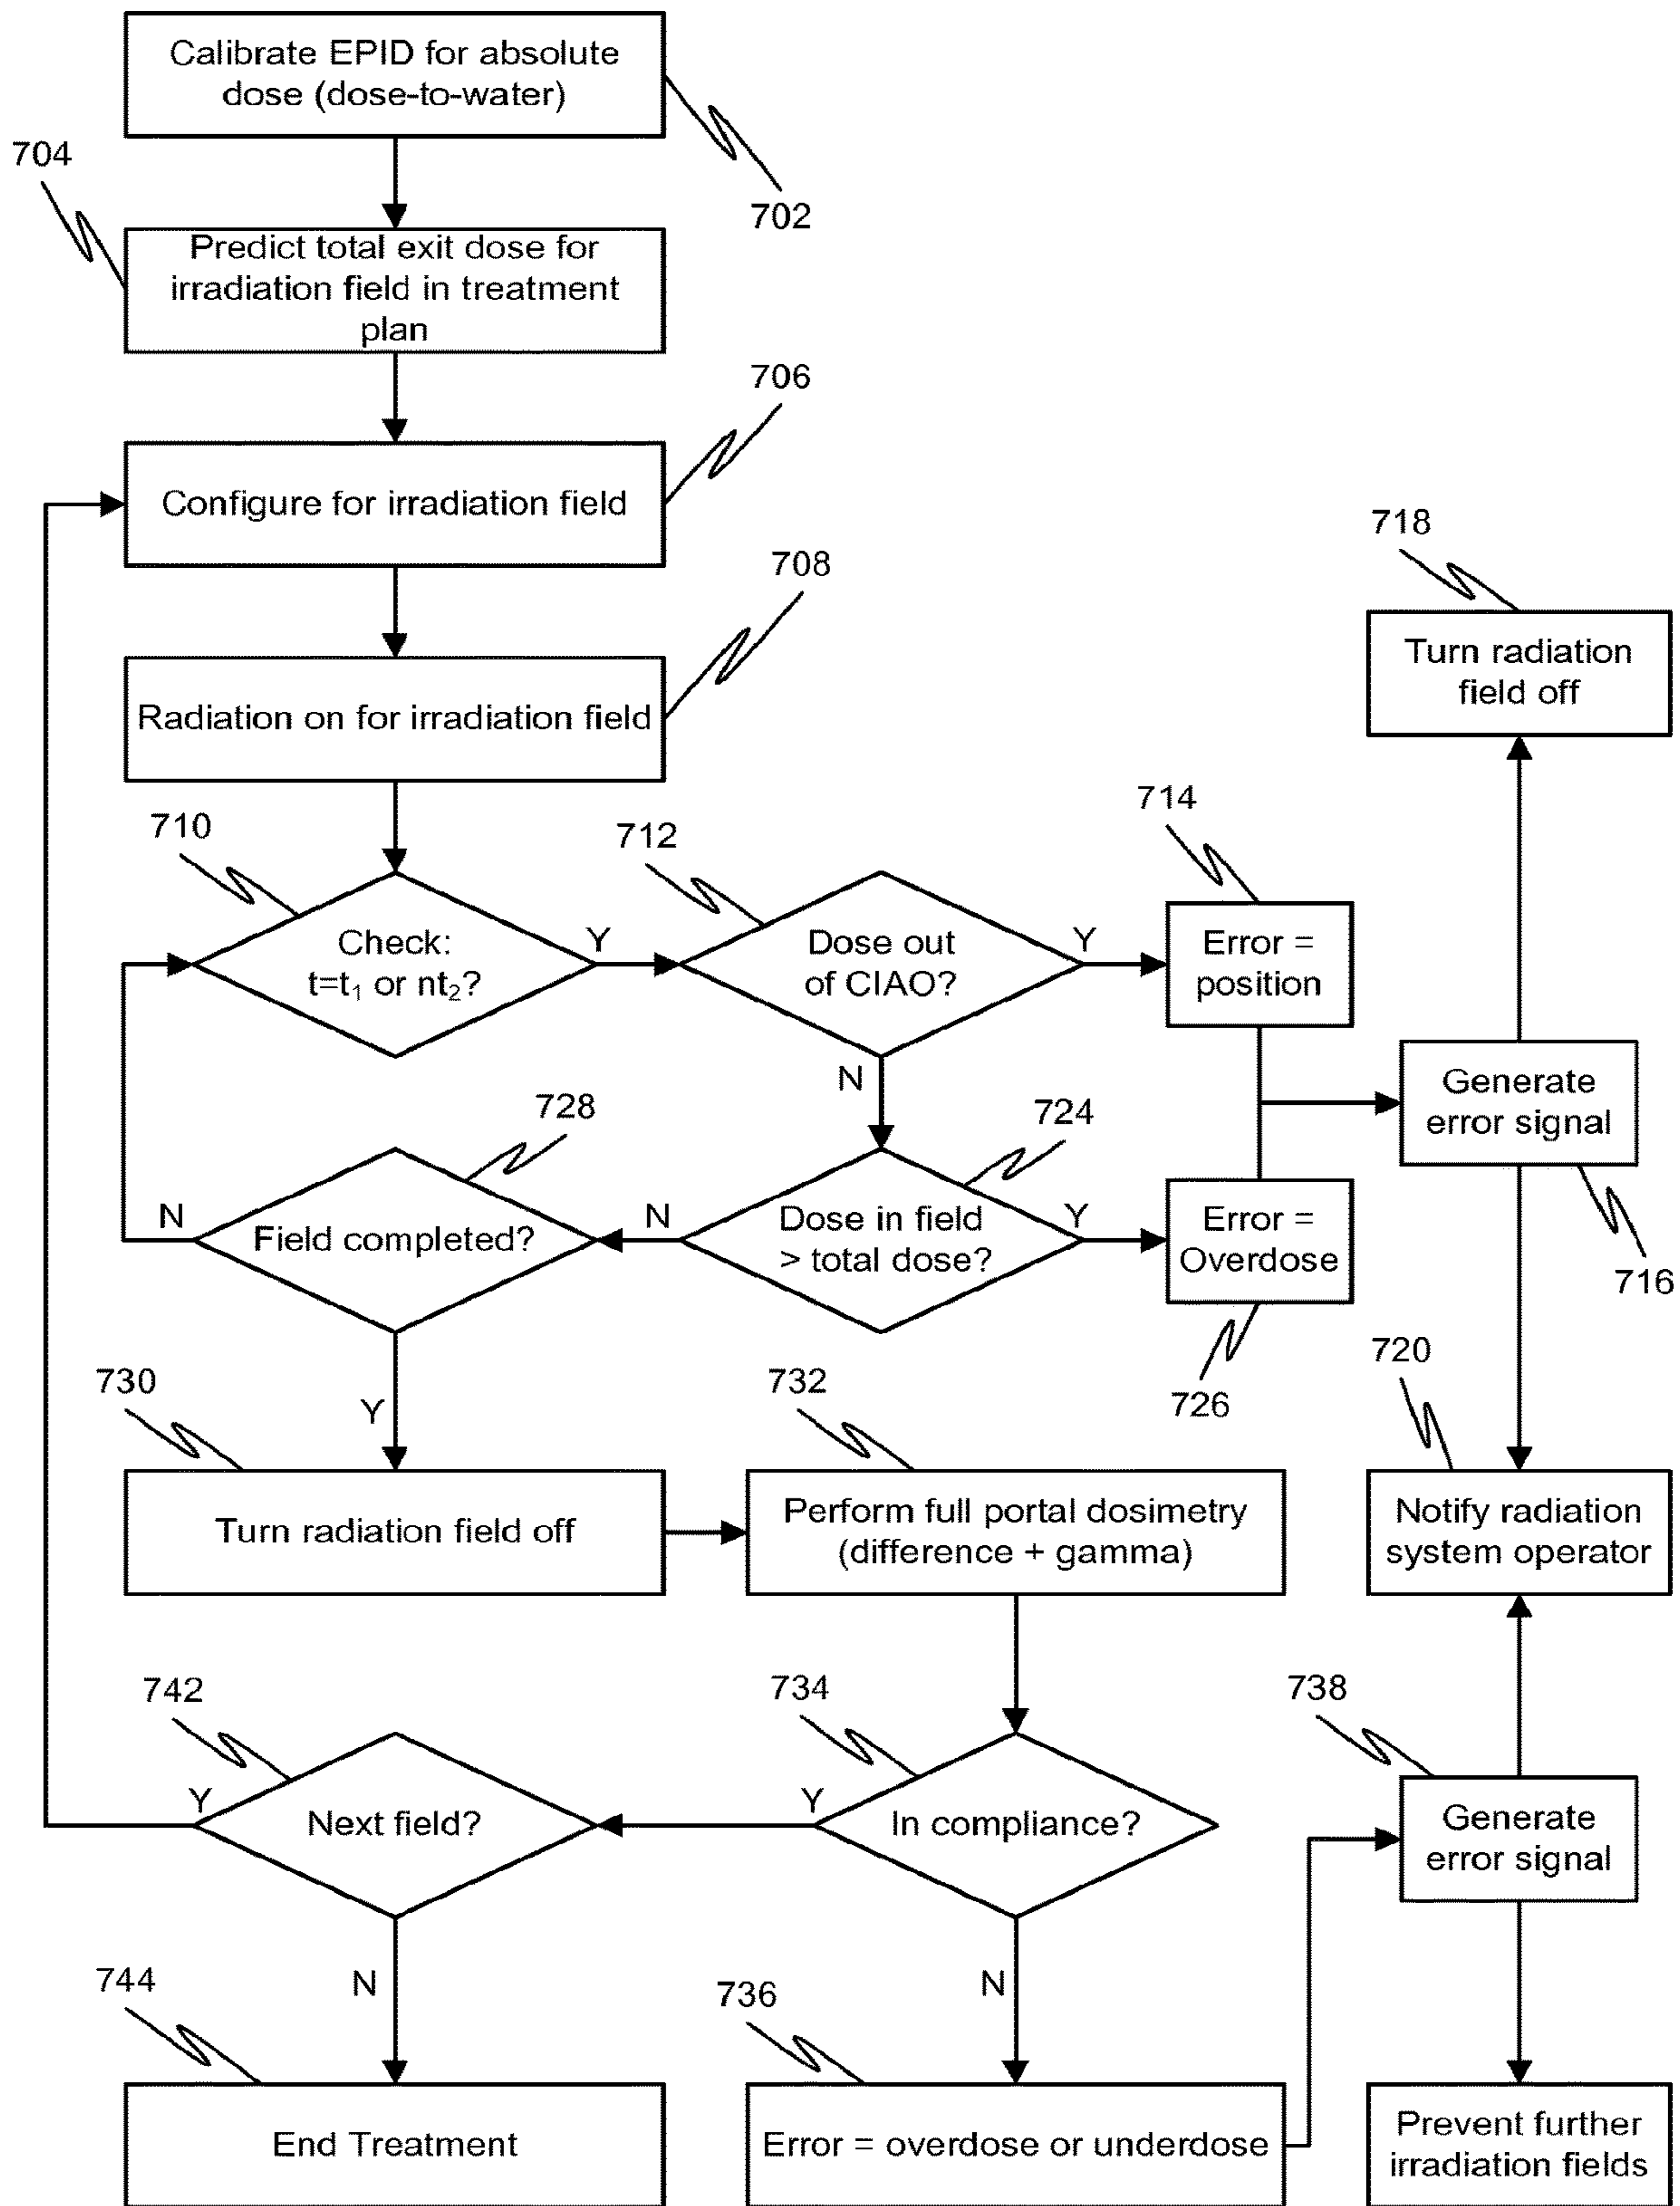 Calibrate EPID for absolute
dose (dose-to-water)
702
704
Predict total exit dose for
irradiation field in treatment
plan
706
Configure for irradiation field
708
Radiation on for irradiation field
718
Turn radiation
field off
710
Check:
t=t₁ or nt₂?
Y
712
Dose out
of CIAO?
Y
714
Error =
position
N
Generate
error signal
716
728
Field completed?
N
N
724
Dose in field
> total dose?
Y
Error =
Overdose
726
Y
730
Turn radiation field off
732
Perform full portal dosimetry
(difference + gamma)
720
Notify radiation
system operator
742
Next field?
Y
Y
734
In compliance?
738
Generate
error signal
N
N
744
End Treatment
736
Error = overdose or underdose
Prevent further
irradiation fields